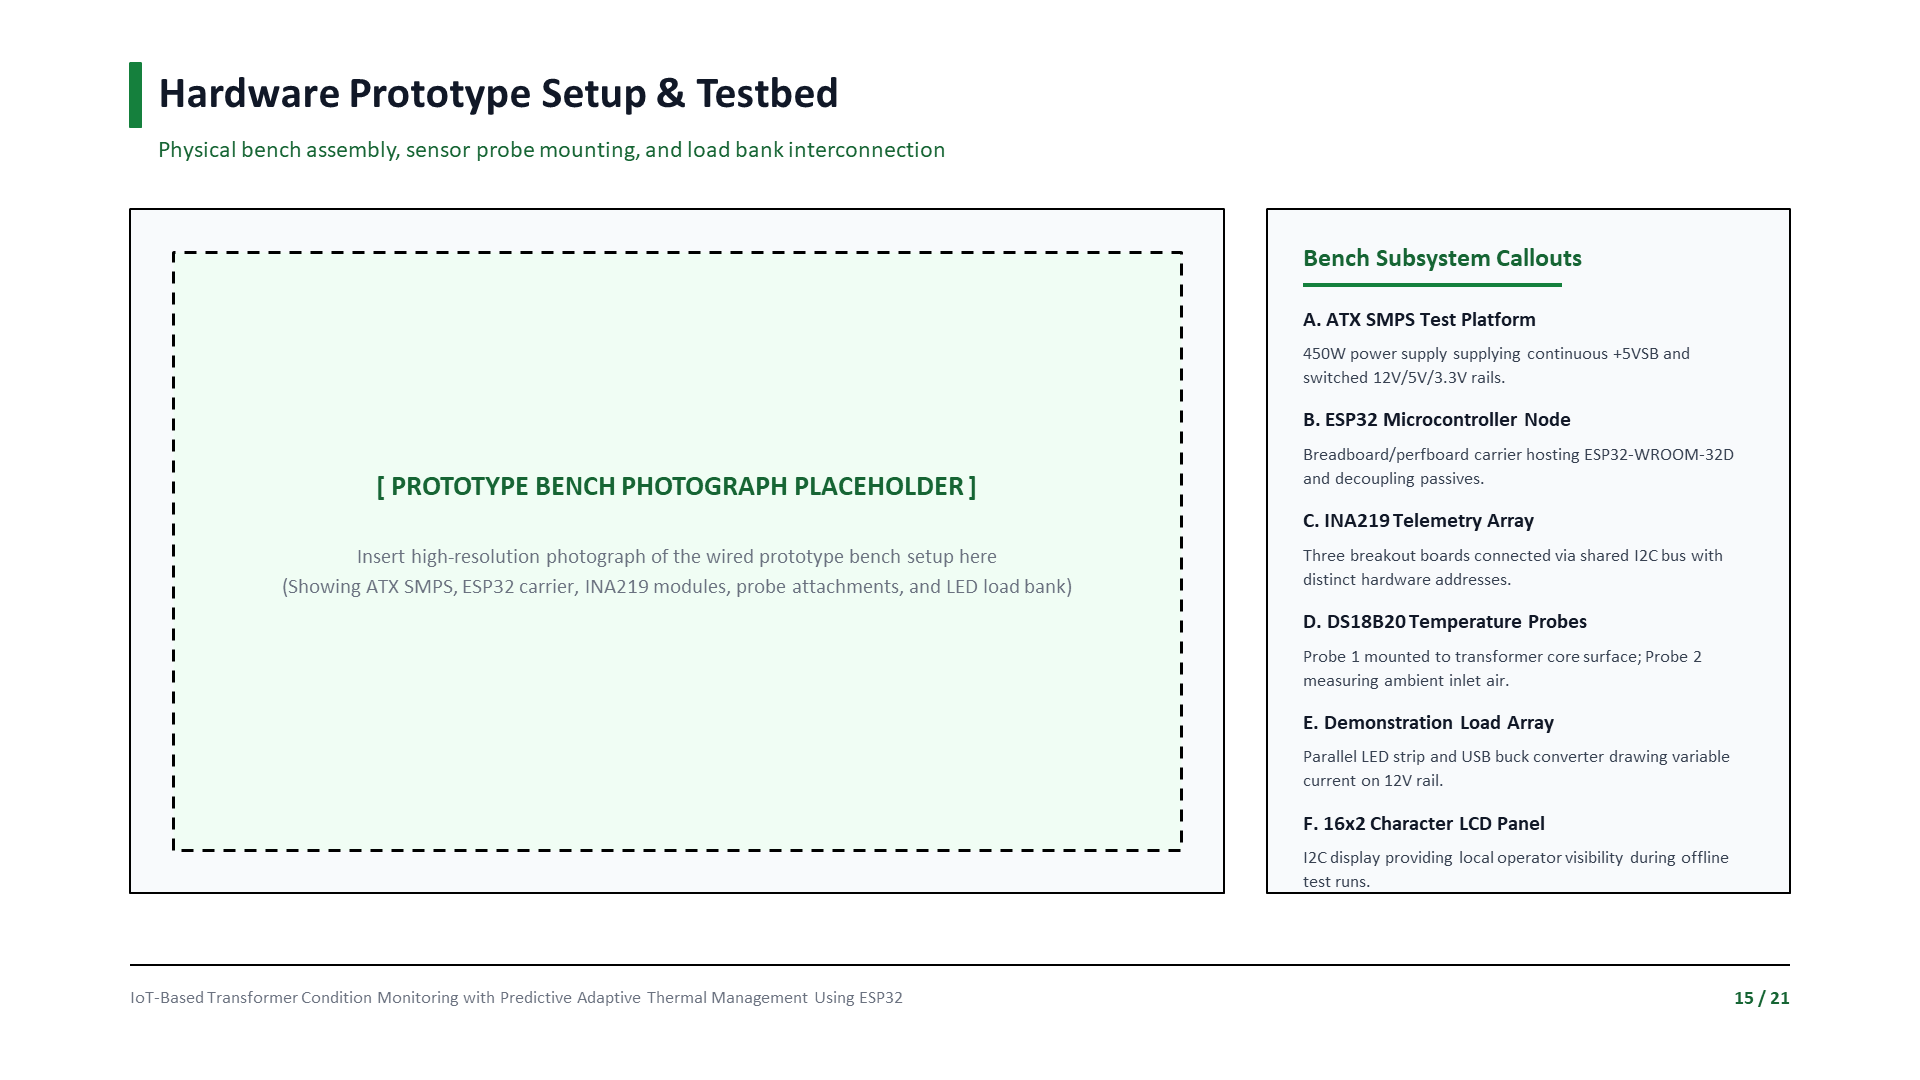 Hardware Prototype Setup & Testbed
Physical bench assembly, sensor probe mounting, and load bank interconnection
[ PROTOTYPE BENCH PHOTOGRAPH PLACEHOLDER ]
Insert high-resolution photograph of the wired prototype bench setup here
(Showing ATX SMPS, ESP32 carrier, INA219 modules, probe attachments, and LED load bank)
Bench Subsystem Callouts
A. ATX SMPS Test Platform
450W power supply supplying continuous +5VSB and
switched 12V/5V/3.3V rails.
B. ESP32 Microcontroller Node
Breadboard/perfboard carrier hosting ESP32-WROOM-32D
and decoupling passives.
C. INA219 Telemetry Array
Three breakout boards connected via shared I2C bus with
distinct hardware addresses.
D. DS18B20 Temperature Probes
Probe 1 mounted to transformer core surface; Probe 2
measuring ambient inlet air.
E. Demonstration Load Array
Parallel LED strip and USB buck converter drawing variable
current on 12V rail.
F. 16x2 Character LCD Panel
I2C display providing local operator visibility during offline
test runs.
IoT-Based Transformer Condition Monitoring with Predictive Adaptive Thermal Management Using ESP32
15 / 21